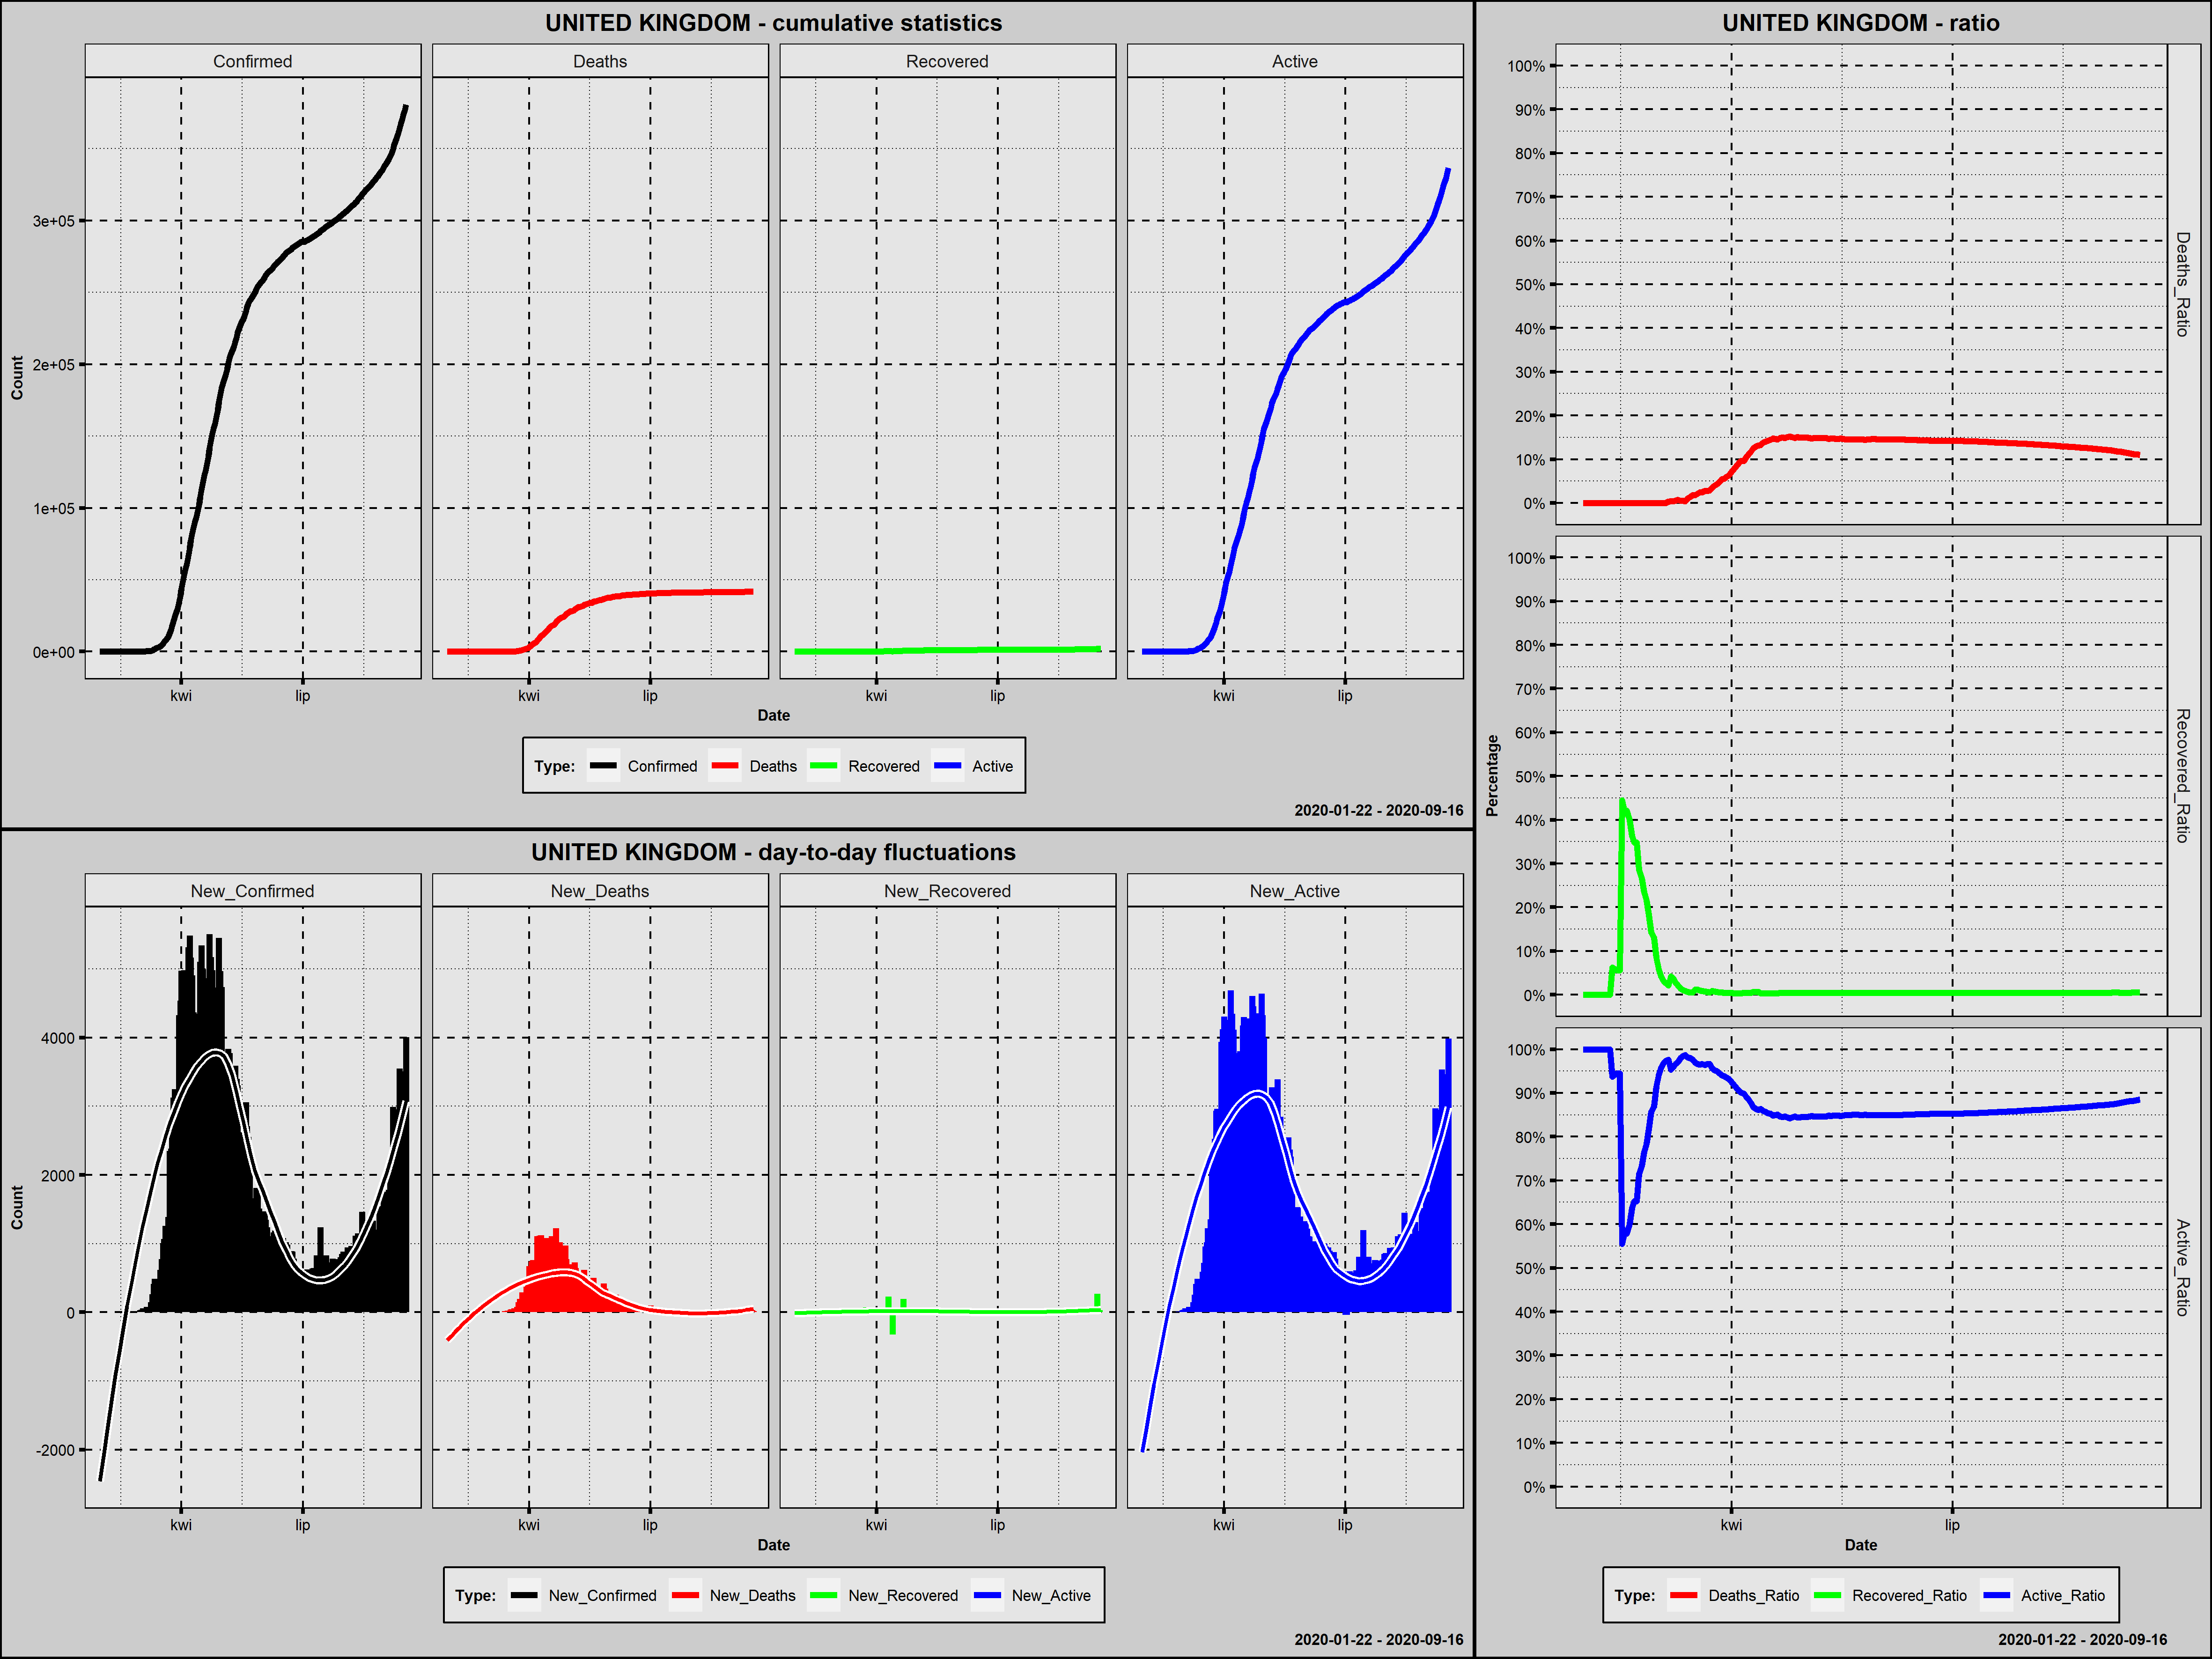 UNITED KINGDOM - cumulative statistics
Confirmed Deaths Recovered Active
Count
3e+05
2e+05
1e+05
0e+00
kwi lip kwi lip kwi lip kwi lip
Date
Type: Confirmed Deaths Recovered Active
2020-01-22 - 2020-09-16
UNITED KINGDOM - day-to-day fluctuations
New_Confirmed New_Deaths New_Recovered New_Active
Count
4000
2000
0
-2000
kwi lip kwi lip kwi lip kwi lip
Date
Type: New_Confirmed New_Deaths New_Recovered New_Active
2020-01-22 - 2020-09-16
UNITED KINGDOM - ratio
Percentage
100%
90%
80%
70%
60%
50%
40%
30%
20%
10%
0%
Deaths_Ratio
100%
90%
80%
70%
60%
50%
40%
30%
20%
10%
0%
Recovered_Ratio
100%
90%
80%
70%
60%
50%
40%
30%
20%
10%
0%
Active_Ratio
kwi lip
Date
Type: Deaths_Ratio Recovered_Ratio Active_Ratio
2020-01-22 - 2020-09-16